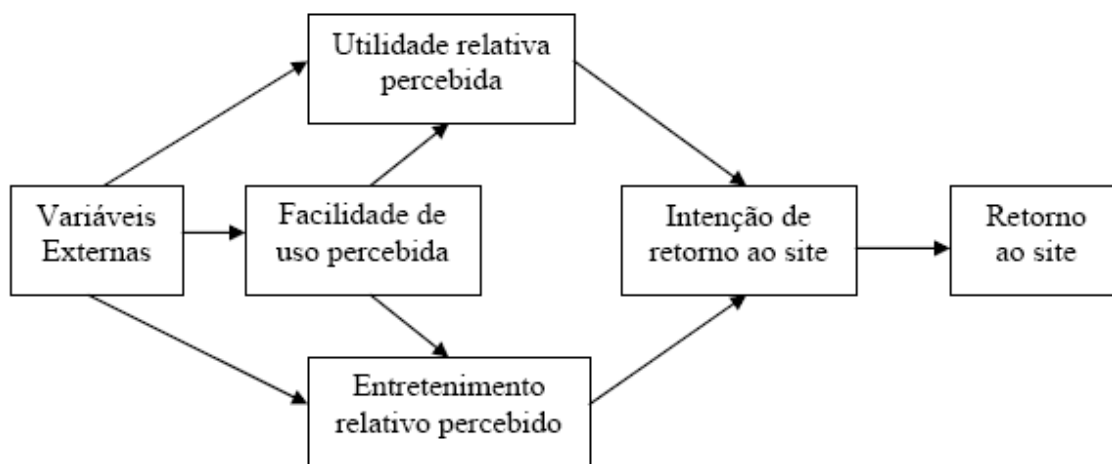 Utilidade relativa
percebida
Variáveis
Externas
Facilidade de
uso percebida
Intenção de
retorno ao site
Retorno
ao site
Entretenimento
relativo percebido